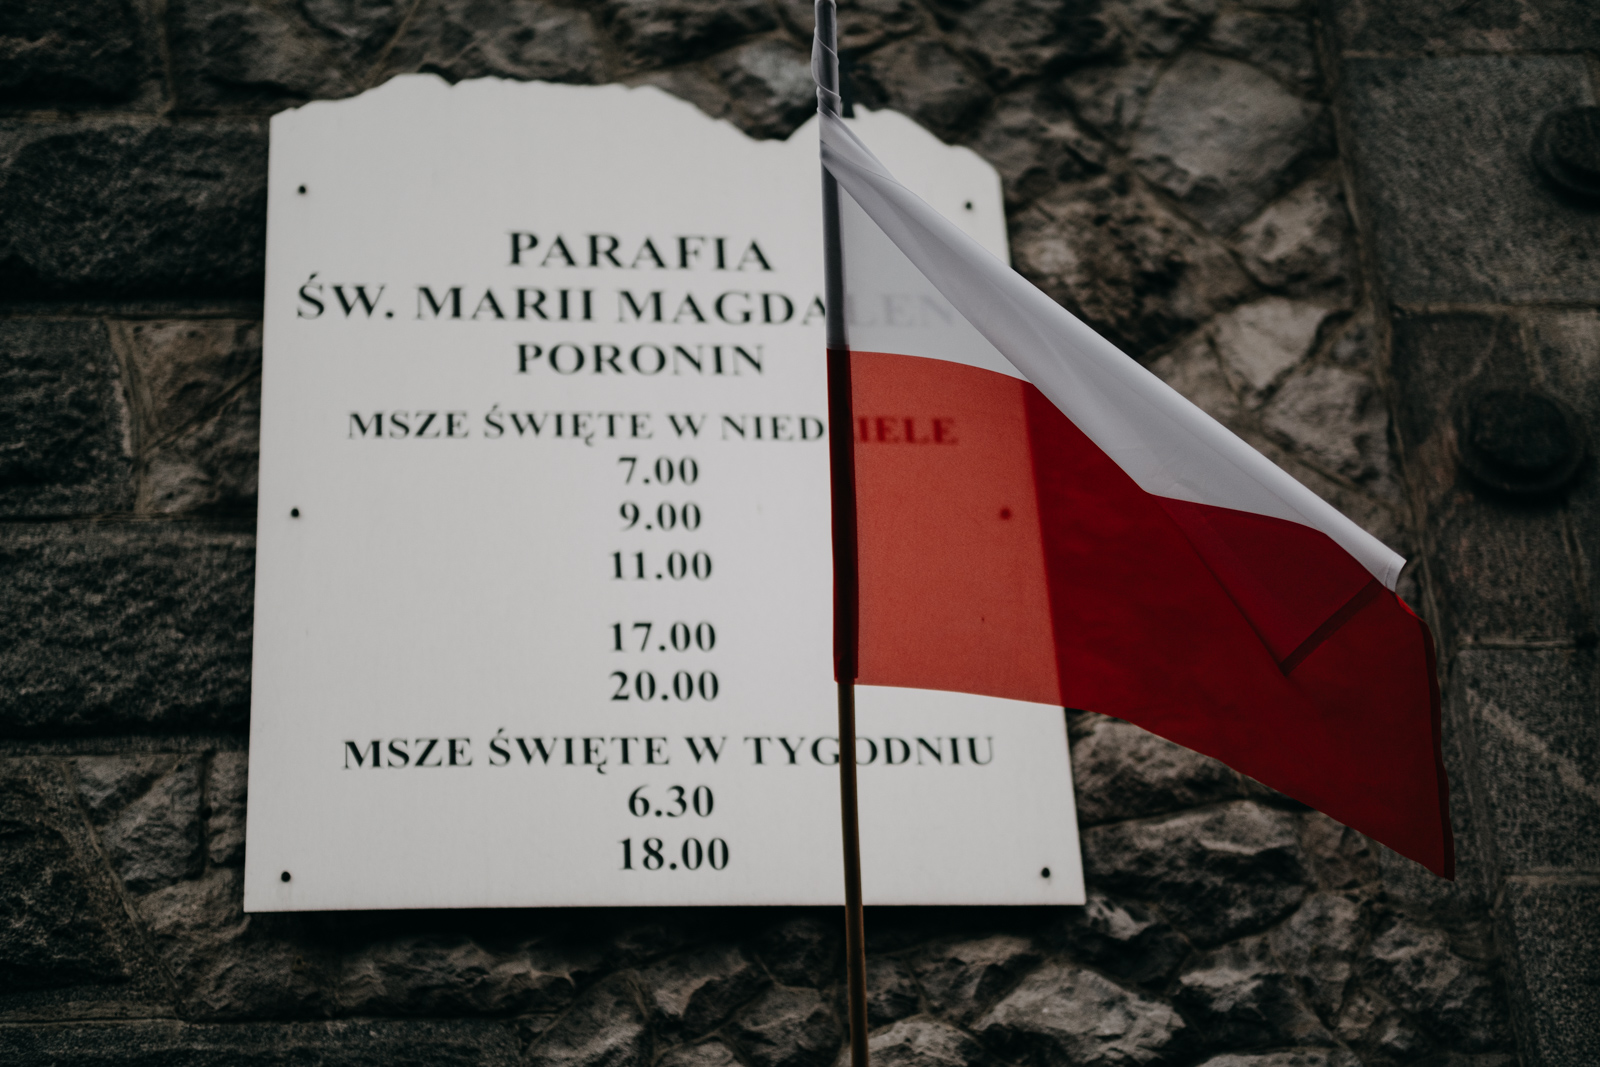 PARAFIA
ŚW. MARII MAGDALEN
PORONIN
MSZE ŚWIĘTE W NIEDZIELE
7.00
9.00
11.00
17.00
20.00
MSZE ŚWIĘTE W TYGODNIU
6.30
18.00